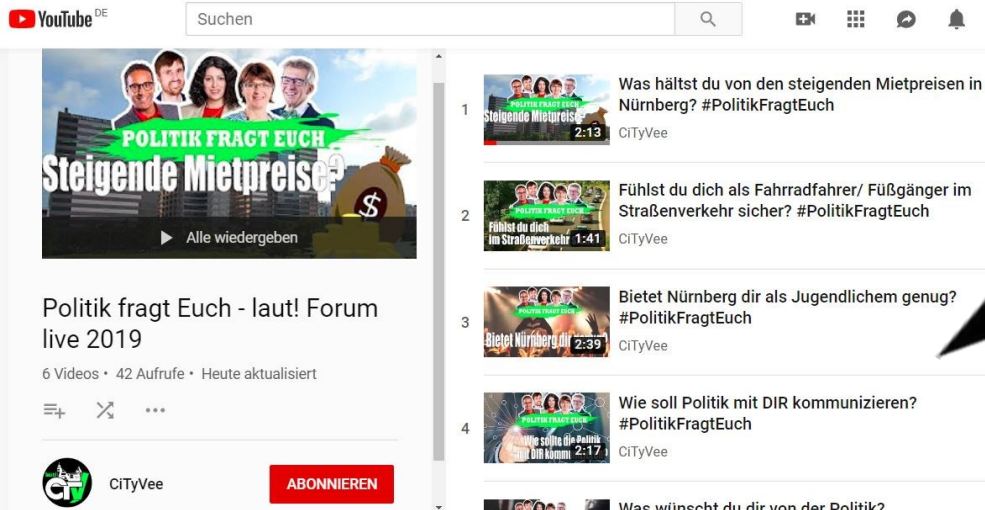 YouTube DE
Suchen
POLITIK FRAGT EUCH
Steigende Mietpreise?
$
Alle wiedergeben
Politik fragt Euch - laut! Forum
live 2019
6 Videos • 42 Aufrufe • Heute aktualisiert
CiTyVee
ABONNIEREN
1
POLITIK FRAGT EUCH
Steigende Mietpreise
2:13
Was hältst du von den steigenden Mietpreisen in
Nürnberg? #PolitikFragtEuch
CiTyVee
2
POLITIK FRAGT EUCH
Fühlst du dich
im Straßenverkehr
1:41
Fühlst du dich als Fahrradfahrer/ Füßgänger im
Straßenverkehr sicher? #PolitikFragtEuch
CiTyVee
3
POLITIK FRAGT EUCH
Bietet Nürnberg dir
2:39
Bietet Nürnberg dir als Jugendlichem genug?
#PolitikFragtEuch
CiTyVee
4
POLITIK FRAGT EUCH
Wie sollte die Politik
mit DIR kommu
2:17
Wie soll Politik mit DIR kommunizieren?
#PolitikFragtEuch
CiTyVee
Was wünscht du dir von der Politik?